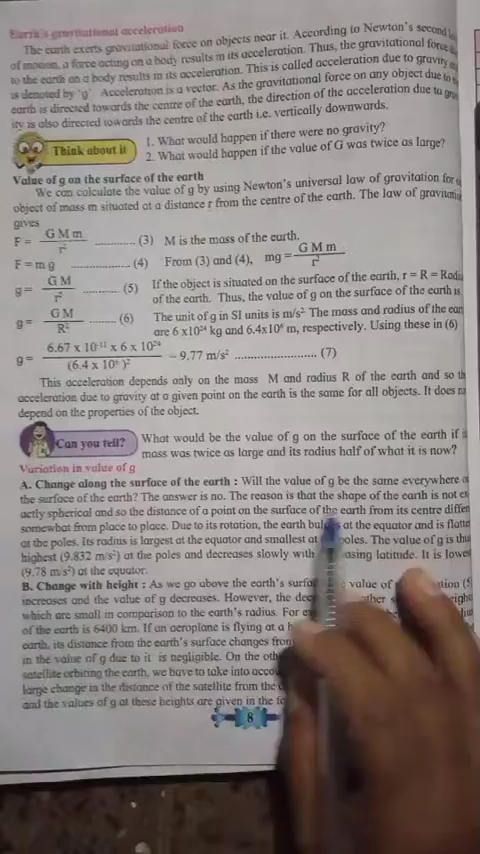 Earth's gravitational acceleration
The earth exerts gravitational force on objects near it. According to Newton's second
of motion, a force acting on a body results in its acceleration. Thus, the gravitational force
to the earth on a body results in its acceleration. This is called acceleration due to gravity
is denoted by 'g'. Acceleration is a vector. As the gravitational force on any object due to
earth is directed towards the centre of the earth, the direction of the acceleration due to
ity is also directed towards the centre of the earth i.e. vertically downwards.
Think about it
1. What would happen if there were no gravity?
2. What would happen if the value of G was twice as large?
Value of g on the surface of the earth
We can calculate the value of g by using Newton's universal law of gravitation for
object of mass m situated at a distance r from the centre of the earth. The law of
gives
F = G M m / r² ............ (3) M is the mass of the earth.
F = m g .................. (4) From (3) and (4), mg = G M m / r²
g = G M / r² .......... (5) If the object is situated on the surface of the earth, r = R =
of the earth. Thus, the value of g on the surface of the earth is
g = G M / R² ........ (6) The unit of g in SI units is m/s². The mass and radius of the
are 6 x10²⁴ kg and 6.4x10⁶ m, respectively. Using these in (6)
g = 6.67 x 10⁻¹¹ x 6 x 10²⁴ / (6.4 x 10⁶ )² = 9.77 m/s² ........................ (7)
This acceleration depends only on the mass M and radius R of the earth and so
acceleration due to gravity at a given point on the earth is the same for all objects. It does
depend on the properties of the object.
Can you tell?
What would be the value of g on the surface of the earth if
mass was twice as large and its radius half of what it is now?
Variation in value of g
A. Change along the surface of the earth : Will the value of g be the same everywhere
the surface of the earth? The answer is no. The reason is that the shape of the earth is not ex
actly spherical and so the distance of a point on the surface of the earth from its centre
somewhat from place to place. Due to its rotation, the earth at the equator and is
at the poles. Its radius is largest at the equator and smallest at poles. The value of g is
highest (9.832 m/s²) at the poles and decreases slowly with latitude. It is
(9.78 m/s²) at the equator.
B. Change with height : As we go above the earth's value of
increases and the value of g decreases. However, the
which are small in comparison to the earth's radius. For
of the earth is 6400 km. If an aeroplane is flying at a
earth, its distance from the earth's surface changes from
in the value of g due to it is negligible. On the
satellite orbiting the earth, we have to take into
large change in the distance of the satellite from the
and the values of g at these heights are given in the
8